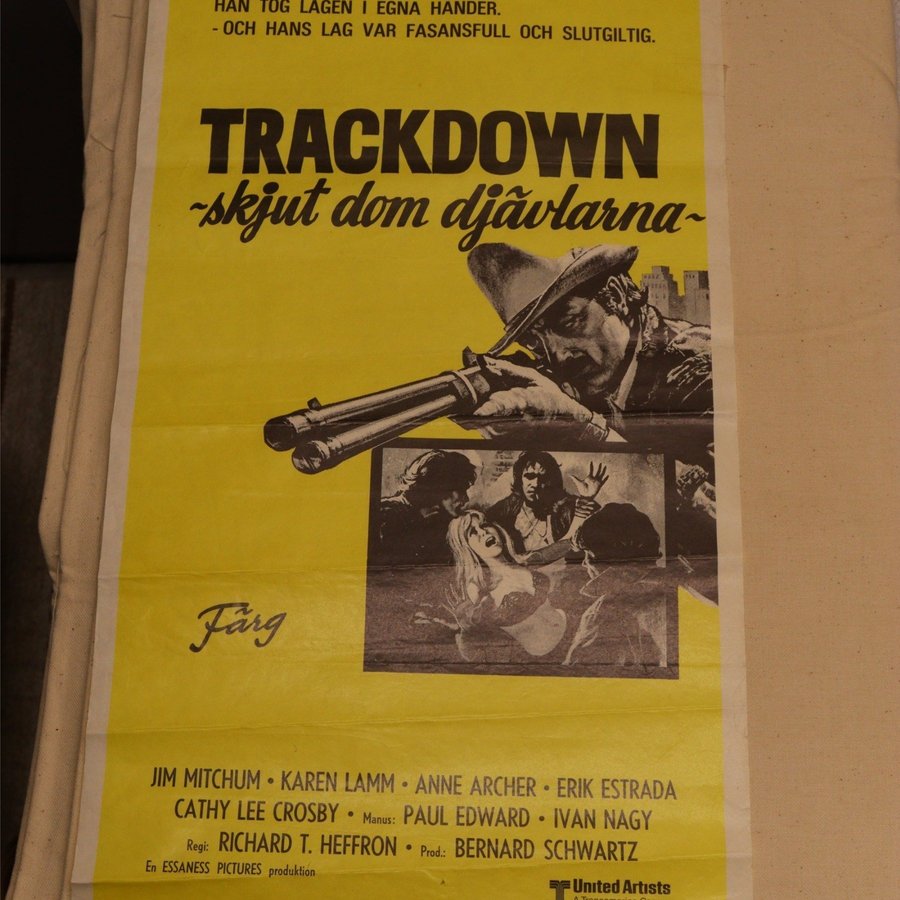 HAN TOG LAGEN I EGNA HÄNDER.
- OCH HANS LAG VAR FASANSFULL OCH SLUTGILTIG.
TRACKDOWN
~skjut dom djävlarna~
Färg
JIM MITCHUM • KAREN LAMM • ANNE ARCHER • ERIK ESTRADA
CATHY LEE CROSBY • Manus: PAUL EDWARD • IVAN NAGY
Regi: RICHARD T. HEFFRON • Prod.: BERNARD SCHWARTZ
En ESSANESS PICTURES produktion
United Artists
A Transamerica